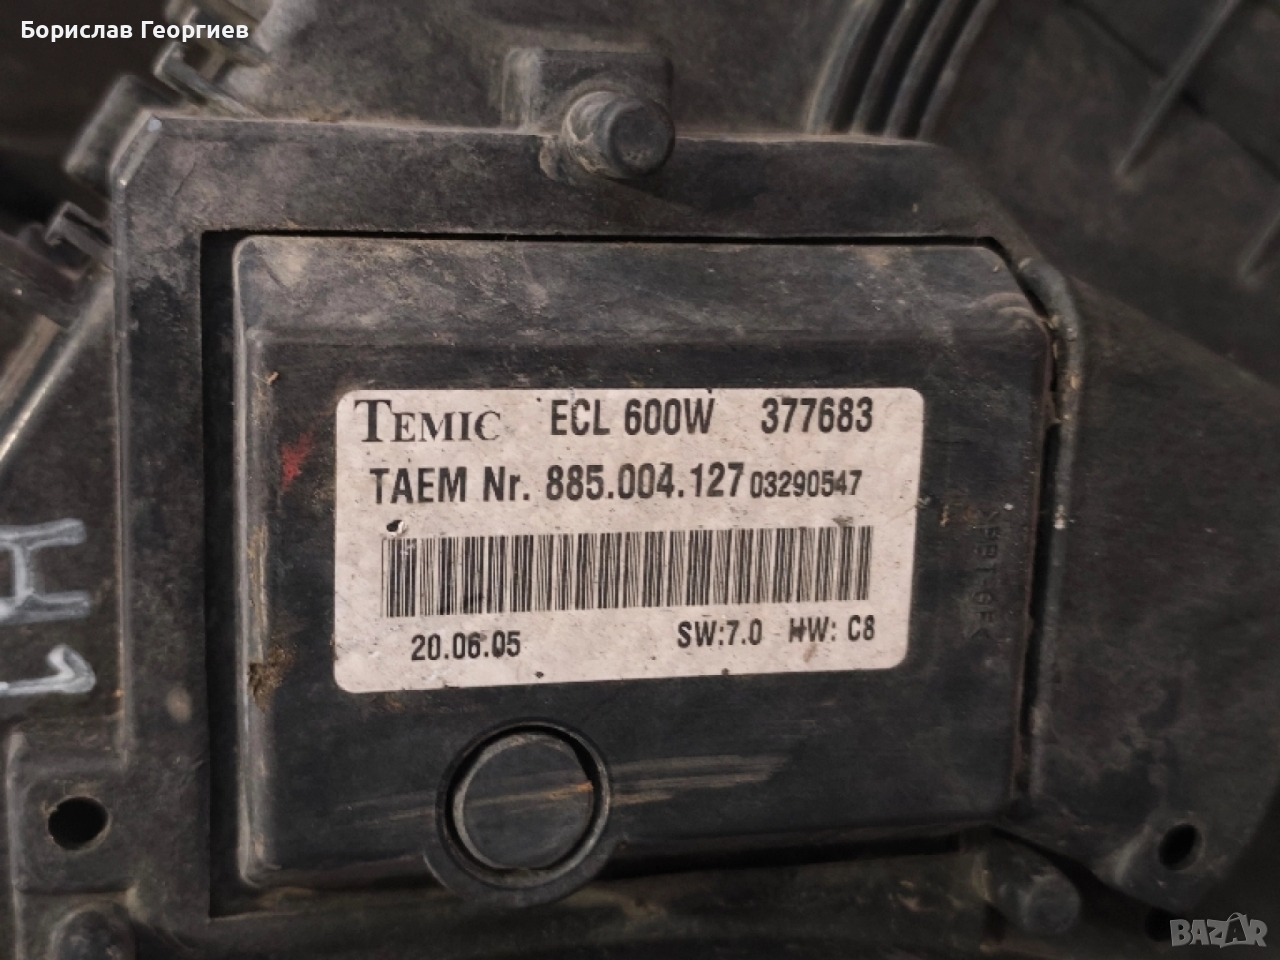 Борислав Георгиев
TEMIC ECL 600W 377683
TAEM Nr. 885.004.127 03290547
20.06.05 SW:7.0 HW: C8
BAZAR